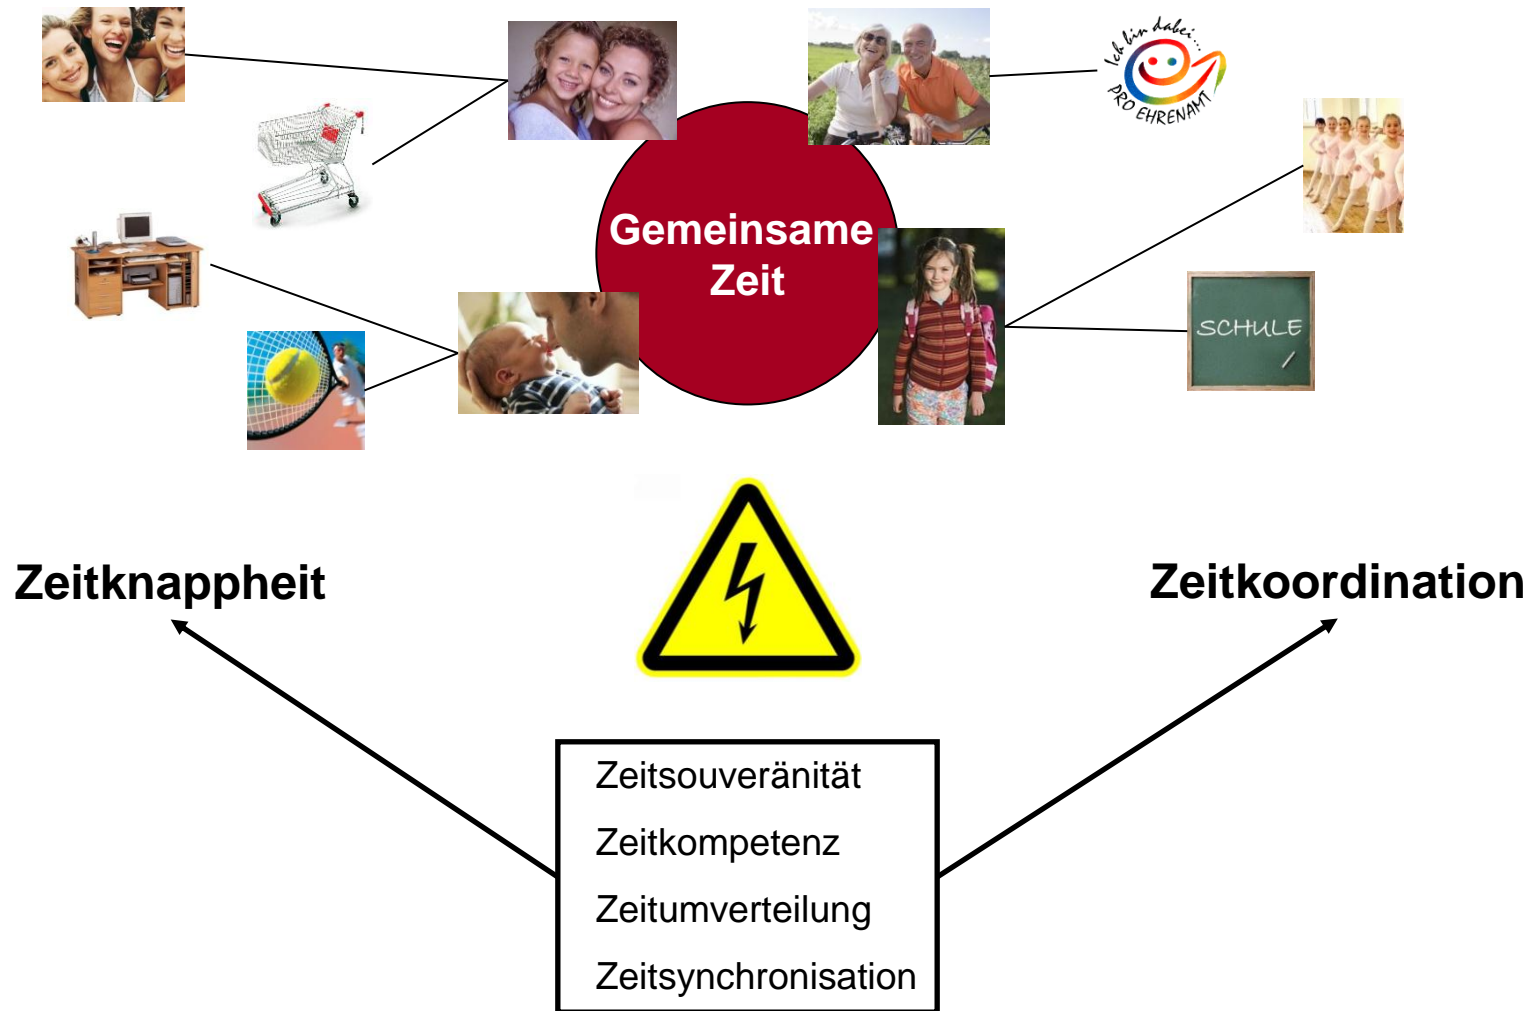 Ich bin dabei...
PRO EHRENAMT
Gemeinsame
Zeit
SCHULE
Zeitknappheit
Zeitkoordination
Zeitsouveränität
Zeitkompetenz
Zeitumverteilung
Zeitsynchronisation